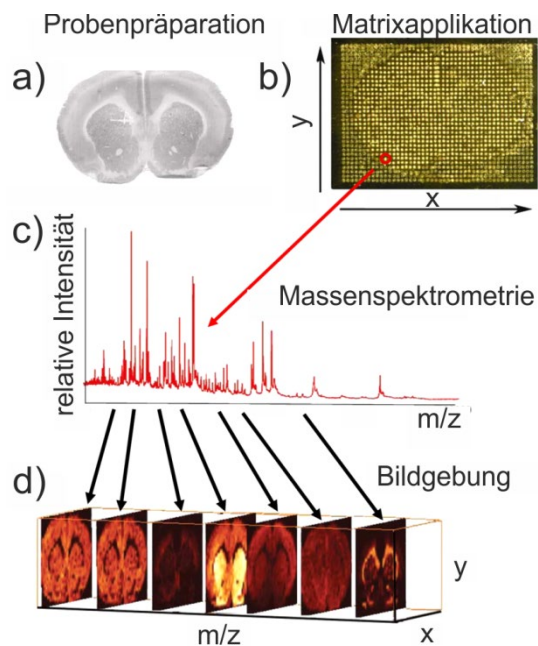 Probenpräparation
Matrixapplikation
a)
b)
y
x
c)
relative Intensität
Massenspektrometrie
m/z
Bildgebung
d)
y
m/z
x